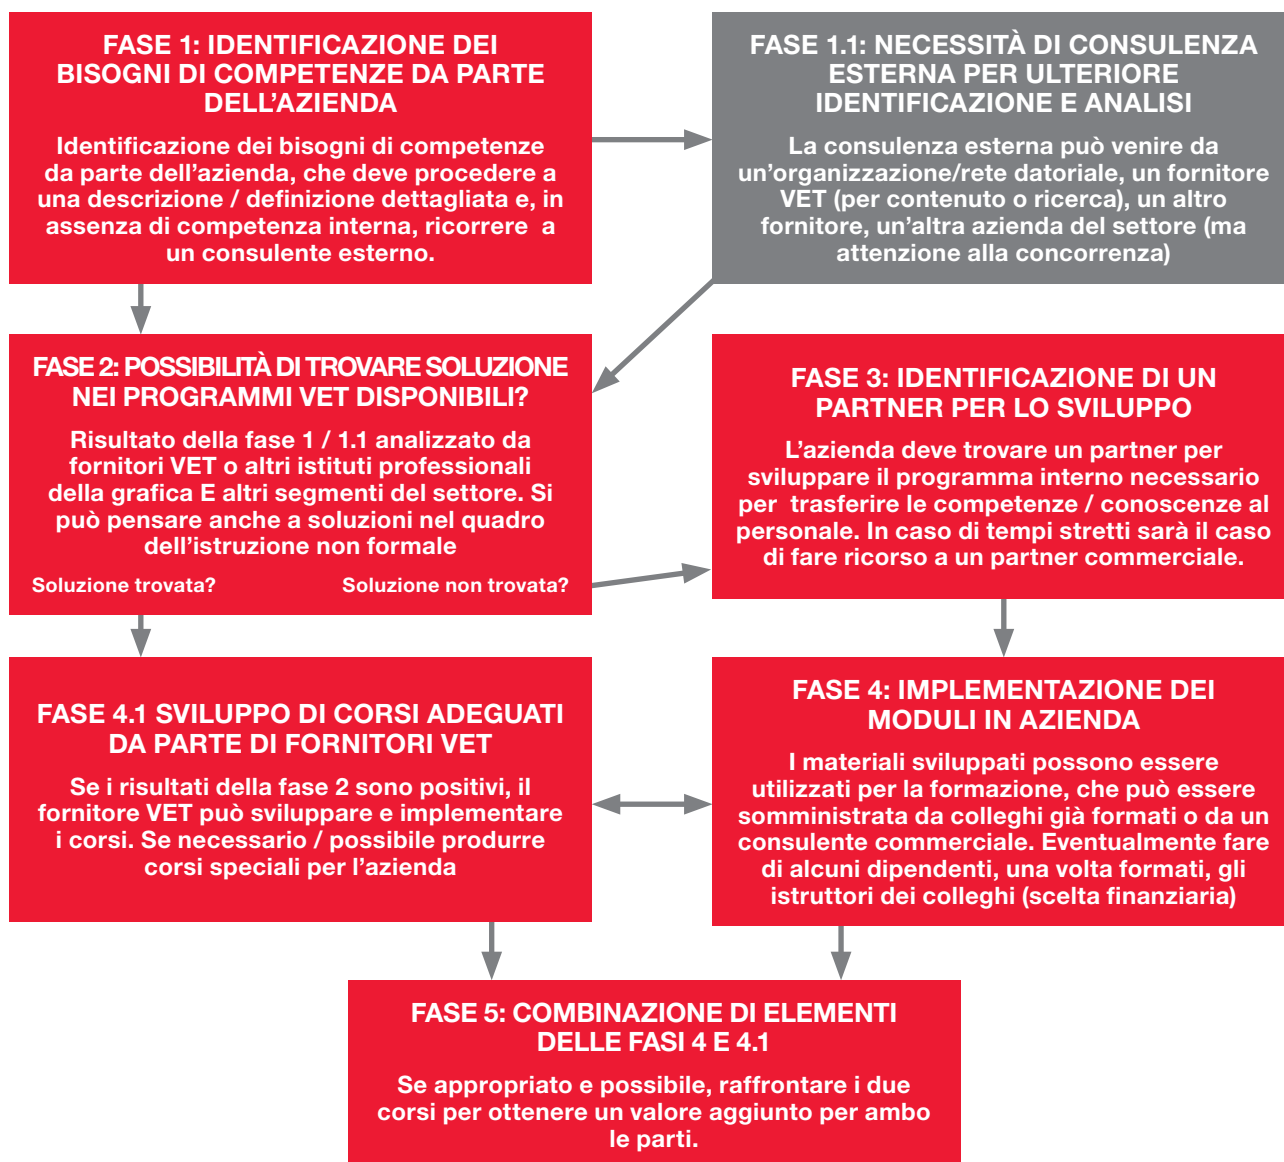 FASE 1: IDENTIFICAZIONE DEI
BISOGNI DI COMPETENZE DA PARTE
DELL'AZIENDA
Identificazione dei bisogni di competenze
da parte dell'azienda, che deve procedere a
una descrizione / definizione dettagliata e, in
assenza di competenza interna, ricorrere a
un consulente esterno.
FASE 1.1: NECESSITÀ DI CONSULENZA
ESTERNA PER ULTERIORE
IDENTIFICAZIONE E ANALISI
La consulenza esterna può venire da
un'organizzazione/rete datoriale, un fornitore
VET (per contenuto o ricerca), un altro
fornitore, un'altra azienda del settore (ma
attenzione alla concorrenza)
FASE 2: POSSIBILITÀ DI TROVARE SOLUZIONE
NEI PROGRAMMI VET DISPONIBILI?
Risultato della fase 1 / 1.1 analizzato da
fornitori VET o altri istituti professionali
della grafica E altri segmenti del settore. Si
può pensare anche a soluzioni nel quadro
dell'istruzione non formale
Soluzione trovata? Soluzione non trovata?
FASE 3: IDENTIFICAZIONE DI UN
PARTNER PER LO SVILUPPO
L'azienda deve trovare un partner per
sviluppare il programma interno necessario
per trasferire le competenze / conoscenze al
personale. In caso di tempi stretti sarà il caso
di fare ricorso a un partner commerciale.
FASE 4.1 SVILUPPO DI CORSI ADEGUATI
DA PARTE DI FORNITORI VET
Se i risultati della fase 2 sono positivi, il
fornitore VET può sviluppare e implementare
i corsi. Se necessario / possibile produrre
corsi speciali per l'azienda
FASE 4: IMPLEMENTAZIONE DEI
MODULI IN AZIENDA
I materiali sviluppati possono essere
utilizzati per la formazione, che può essere
somministrata da colleghi già formati o da un
consulente commerciale. Eventualmente fare
di alcuni dipendenti, una volta formati, gli
istruttori dei colleghi (scelta finanziaria)
FASE 5: COMBINAZIONE DI ELEMENTI
DELLE FASI 4 E 4.1
Se appropriato e possibile, raffrontare i due
corsi per ottenere un valore aggiunto per ambo
le parti.